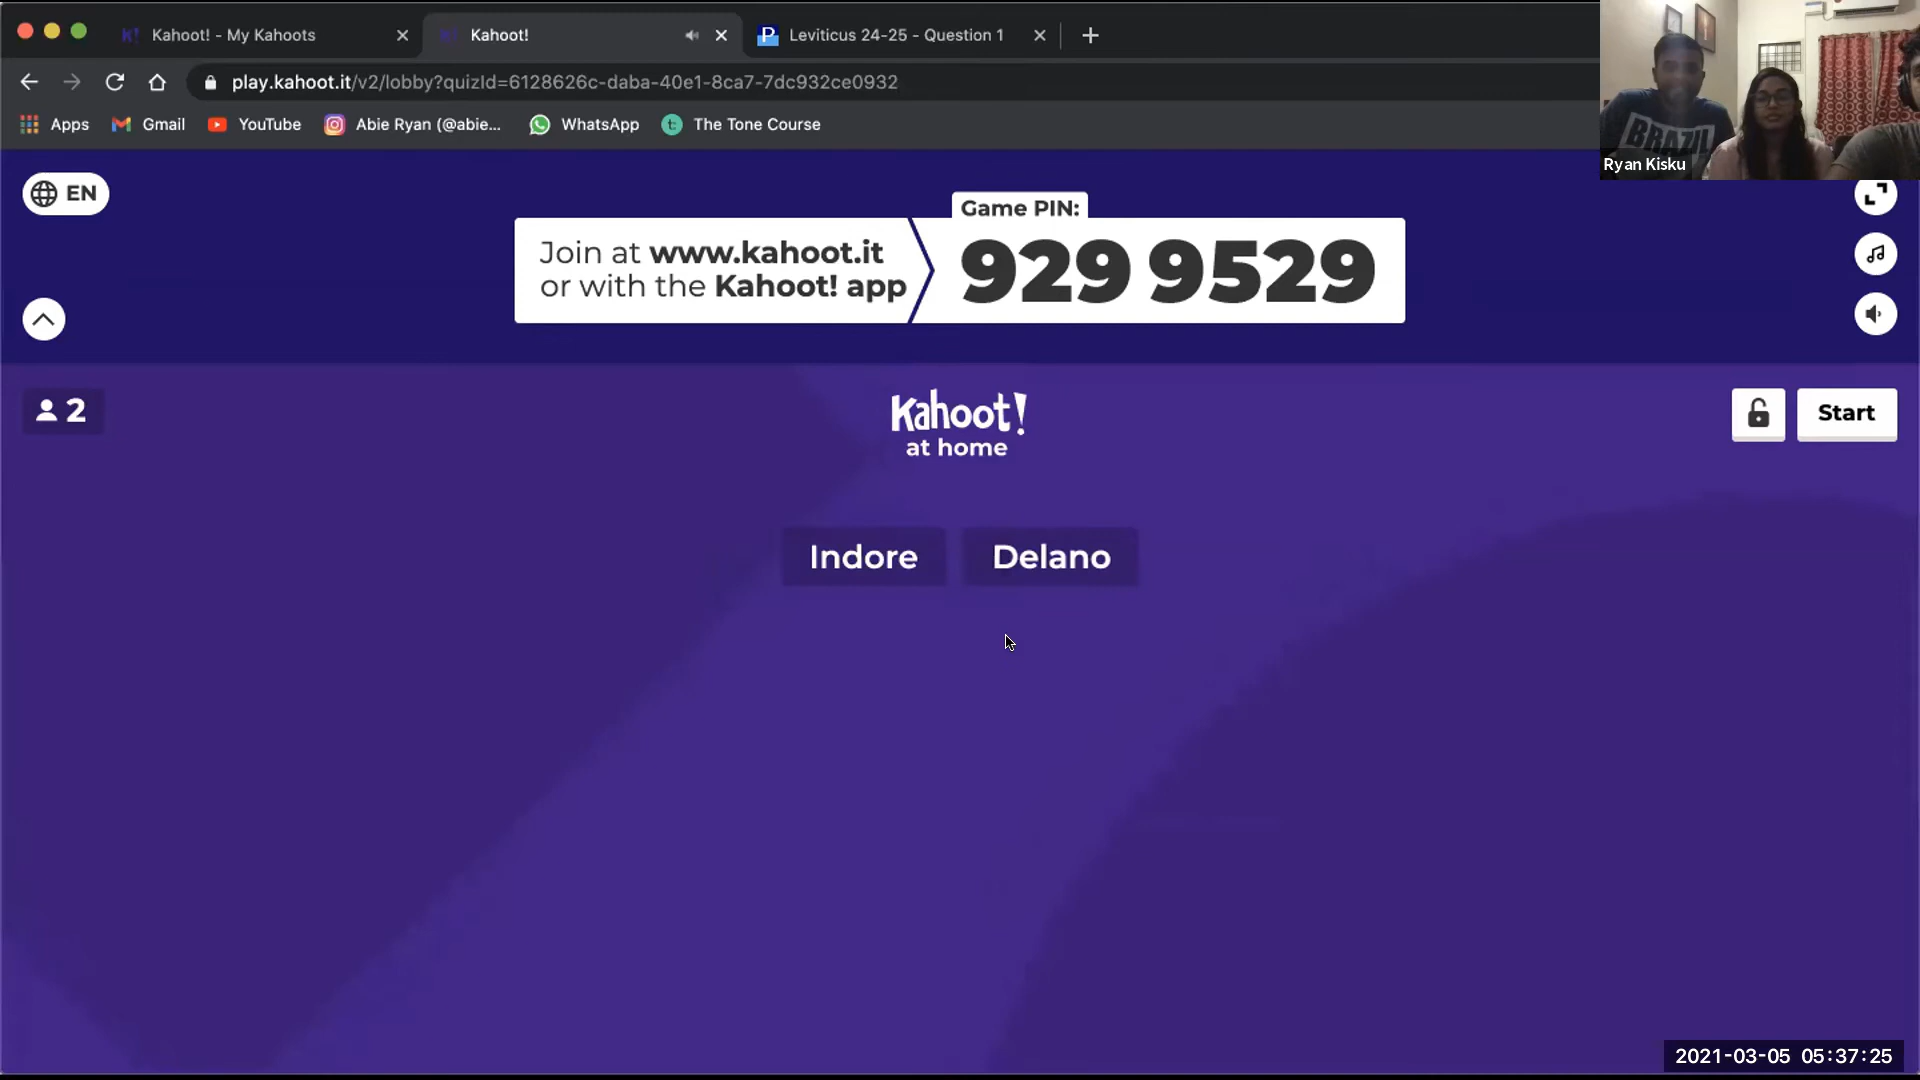 Kahoot! - My Kahoots
Kahoot!
Leviticus 24-25 - Question 1
play.kahoot.it/v2/lobby?quizId=6128626c-daba-40e1-8ca7-7dc932ce0932
Apps
Gmail
YouTube
Abie Ryan (@abie...
WhatsApp
The Tone Course
BRAZIL
Ryan Kisku
EN
Join at www.kahoot.it
or with the Kahoot! app
Game PIN:
929 9529
2
Kahoot!
at home
Start
Indore
Delano
2021-03-05 05:37:25